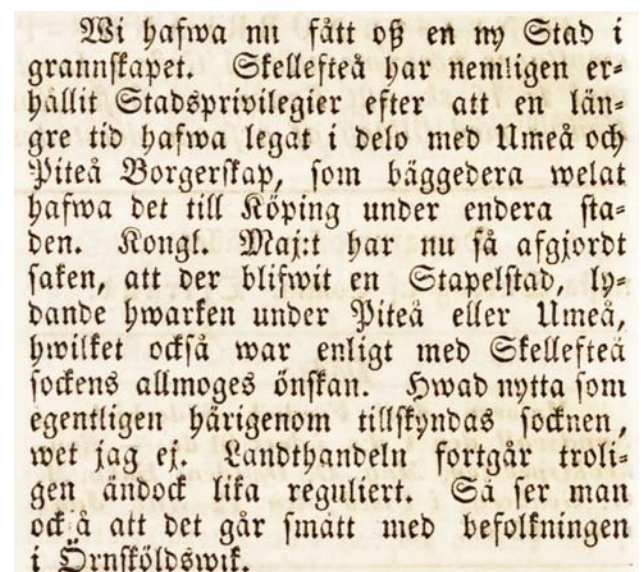 Wi hafwa nu fått oß en ny Stad i
grannskapet. Skellefteå har nemligen er-
hållit Stadsprivilegier efter att en län-
gre tid hafwa legat i delo med Umeå och
Piteå Borgerskap, som bäggedera welat
hafwa det till Köping under endera sta-
den. Kongl. Maj:t har nu så afgjordt
saken, att der blifwit en Stapelstad, ly-
dande hwarken under Piteå eller Umeå,
hwilket också war enligt med Skellefteå
sockens allmoges önskan. Hwad nytta som
egentligen härigenom tillskyndas socknen,
wet jag ej. Landthandeln fortgår troli-
gen ändock lika reguliert. Så ser man
ock å att det går smått med befolkningen
i Örnsköldswik.